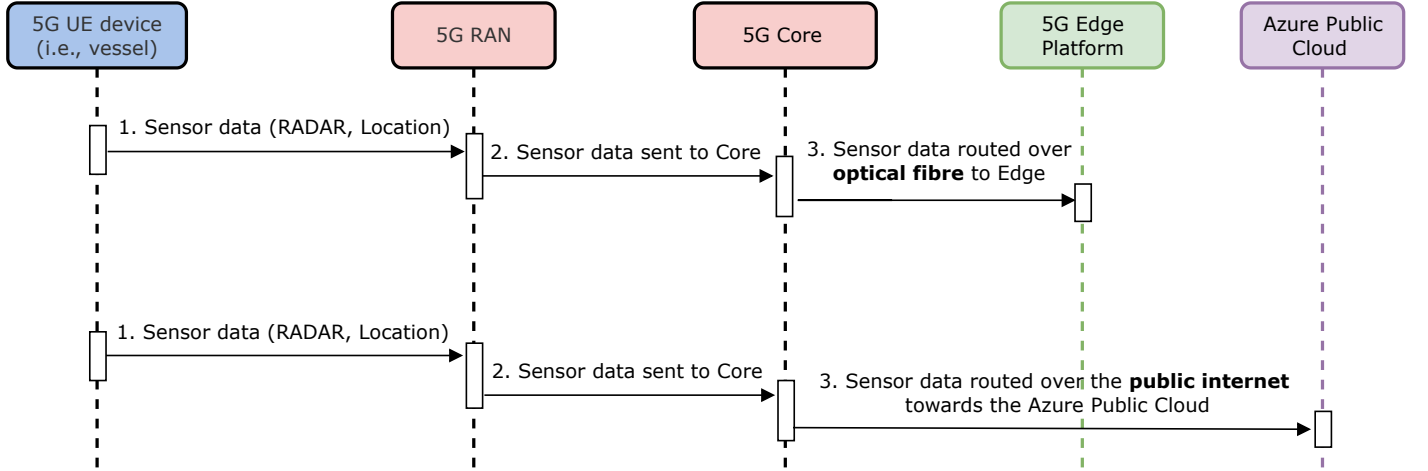 5G UE device
(i.e., vessel)
5G RAN
5G Core
5G Edge
Platform
Azure Public
Cloud
1. Sensor data (RADAR, Location)
2. Sensor data sent to Core
3. Sensor data routed over
optical fibre to Edge
1. Sensor data (RADAR, Location)
2. Sensor data sent to Core
3. Sensor data routed over the public internet
towards the Azure Public Cloud